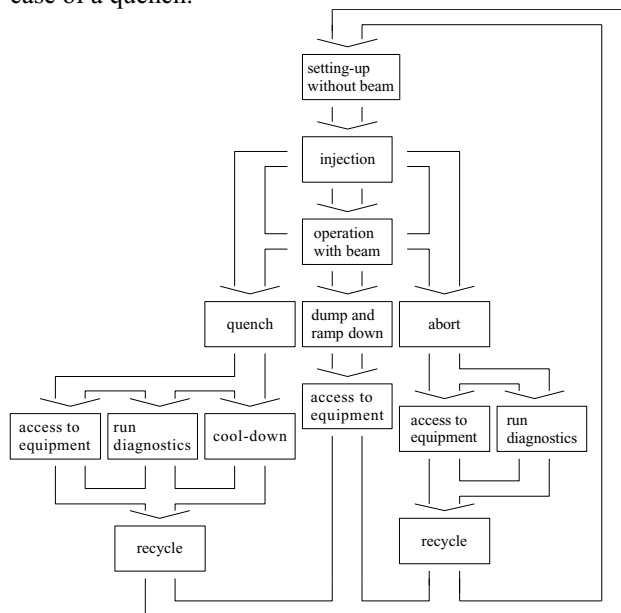 case of a quench.
setting-up
without beam
injection
operation
with beam
quench
dump and
ramp down
abort
access to
equipment
run
diagnostics
cool-down
access to
equipment
access to
equipment
run
diagnostics
recycle
recycle